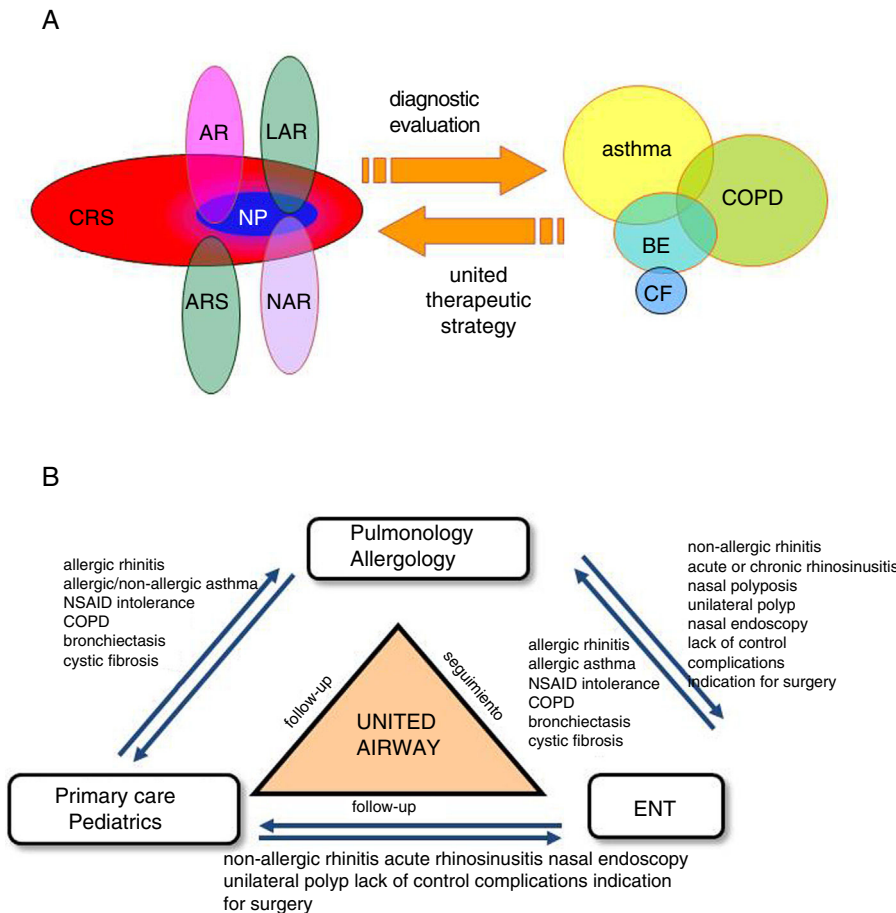 A
AR
LAR
CRS
NP
ARS
NAR
diagnostic
evaluation
united
therapeutic
strategy
asthma
COPD
BE
CF
B
Pulmonology
Allergology
allergic rhinitis
allergic/non-allergic asthma
NSAID intolerance
COPD
bronchiectasis
cystic fibrosis
non-allergic rhinitis
acute or chronic rhinosinusitis
nasal polyposis
unilateral polyp
nasal endoscopy
lack of control
complications
indication for surgery
allergic rhinitis
allergic asthma
NSAID intolerance
COPD
bronchiectasis
cystic fibrosis
follow-up
seguimiento
UNITED
AIRWAY
follow-up
Primary care
Pediatrics
ENT
non-allergic rhinitis acute rhinosinusitis nasal endoscopy
unilateral polyp lack of control complications indication
for surgery